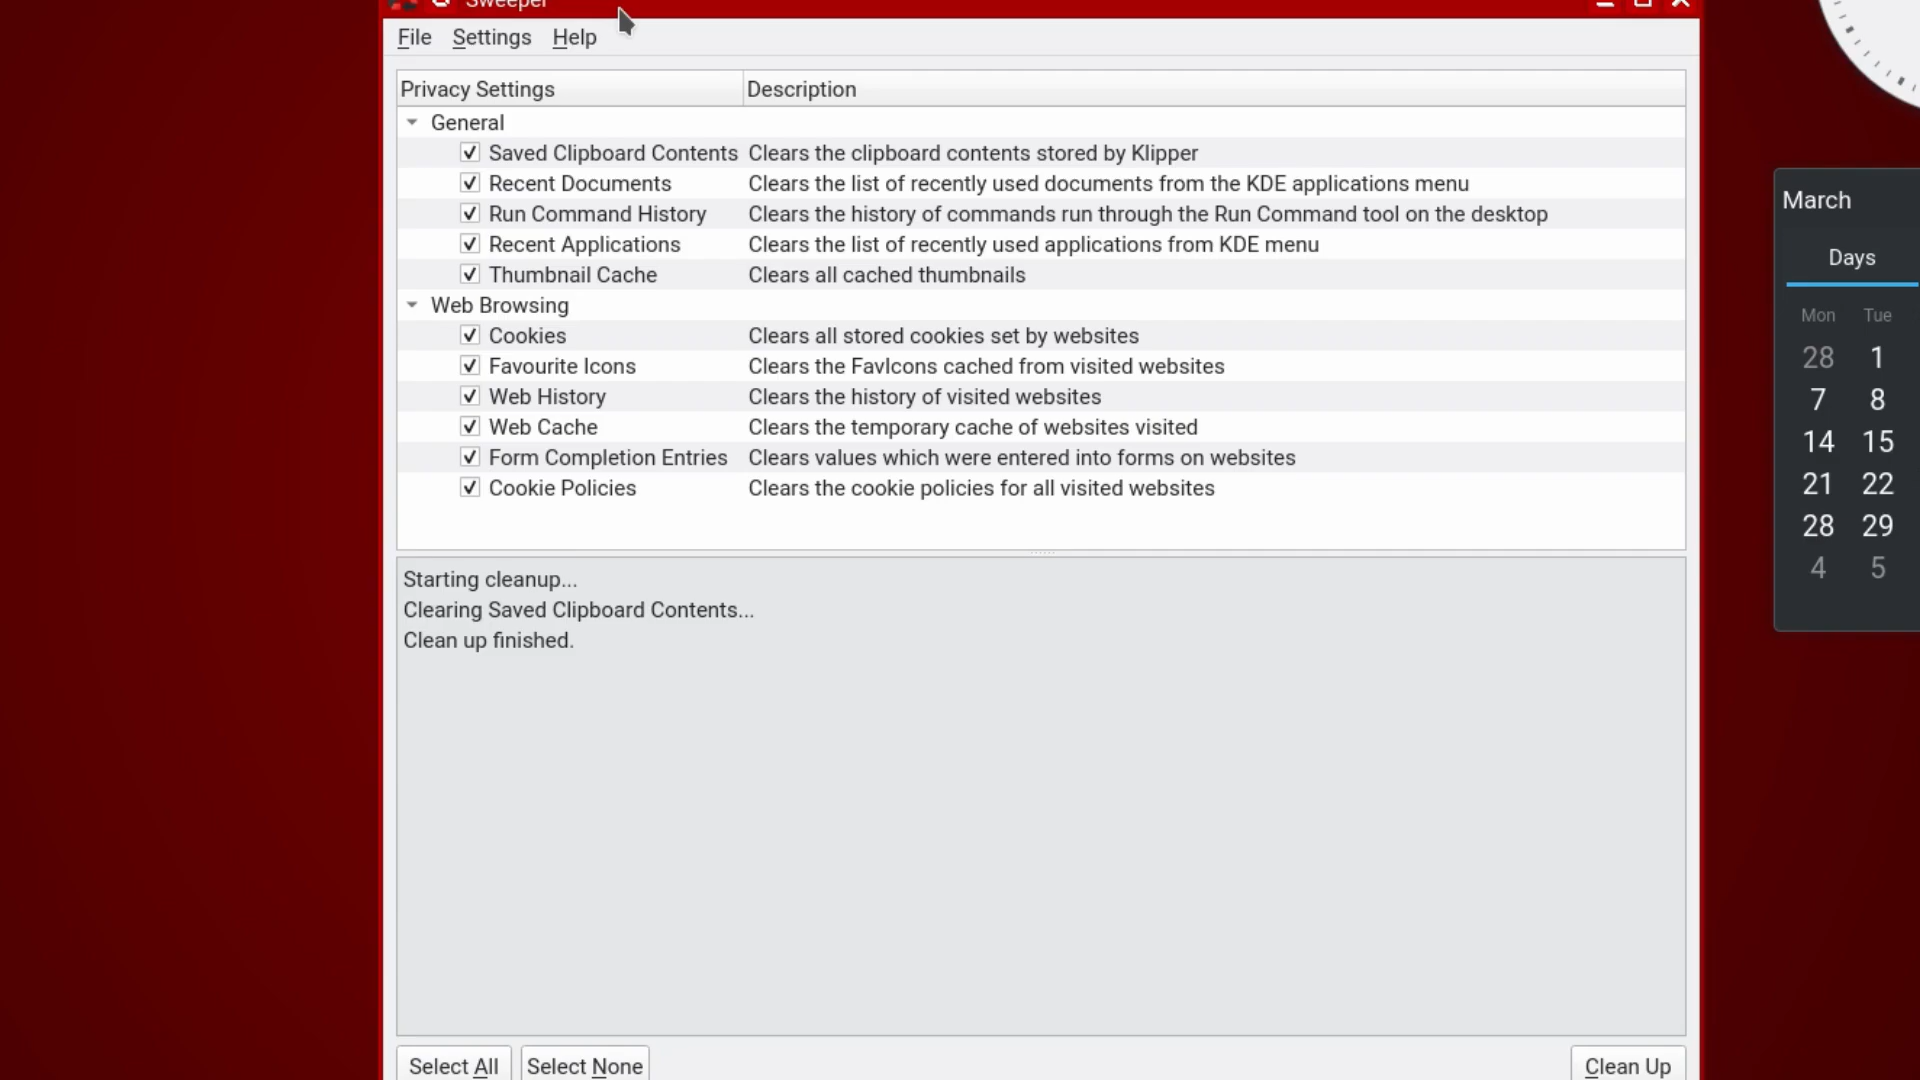 Sweeper
File Settings Help
Privacy Settings Description
General
Saved Clipboard Contents Clears the clipboard contents stored by Klipper
Recent Documents Clears the list of recently used documents from the KDE applications menu
Run Command History Clears the history of commands run through the Run Command tool on the desktop
Recent Applications Clears the list of recently used applications from KDE menu
Thumbnail Cache Clears all cached thumbnails
Web Browsing
Cookies Clears all stored cookies set by websites
Favourite Icons Clears the FavIcons cached from visited websites
Web History Clears the history of visited websites
Web Cache Clears the temporary cache of websites visited
Form Completion Entries Clears values which were entered into forms on websites
Cookie Policies Clears the cookie policies for all visited websites
Starting cleanup...
Clearing Saved Clipboard Contents...
Clean up finished.
Select All Select None Clean Up
March
Days
Mon Tue
28 1
7 8
14 15
21 22
28 29
4 5